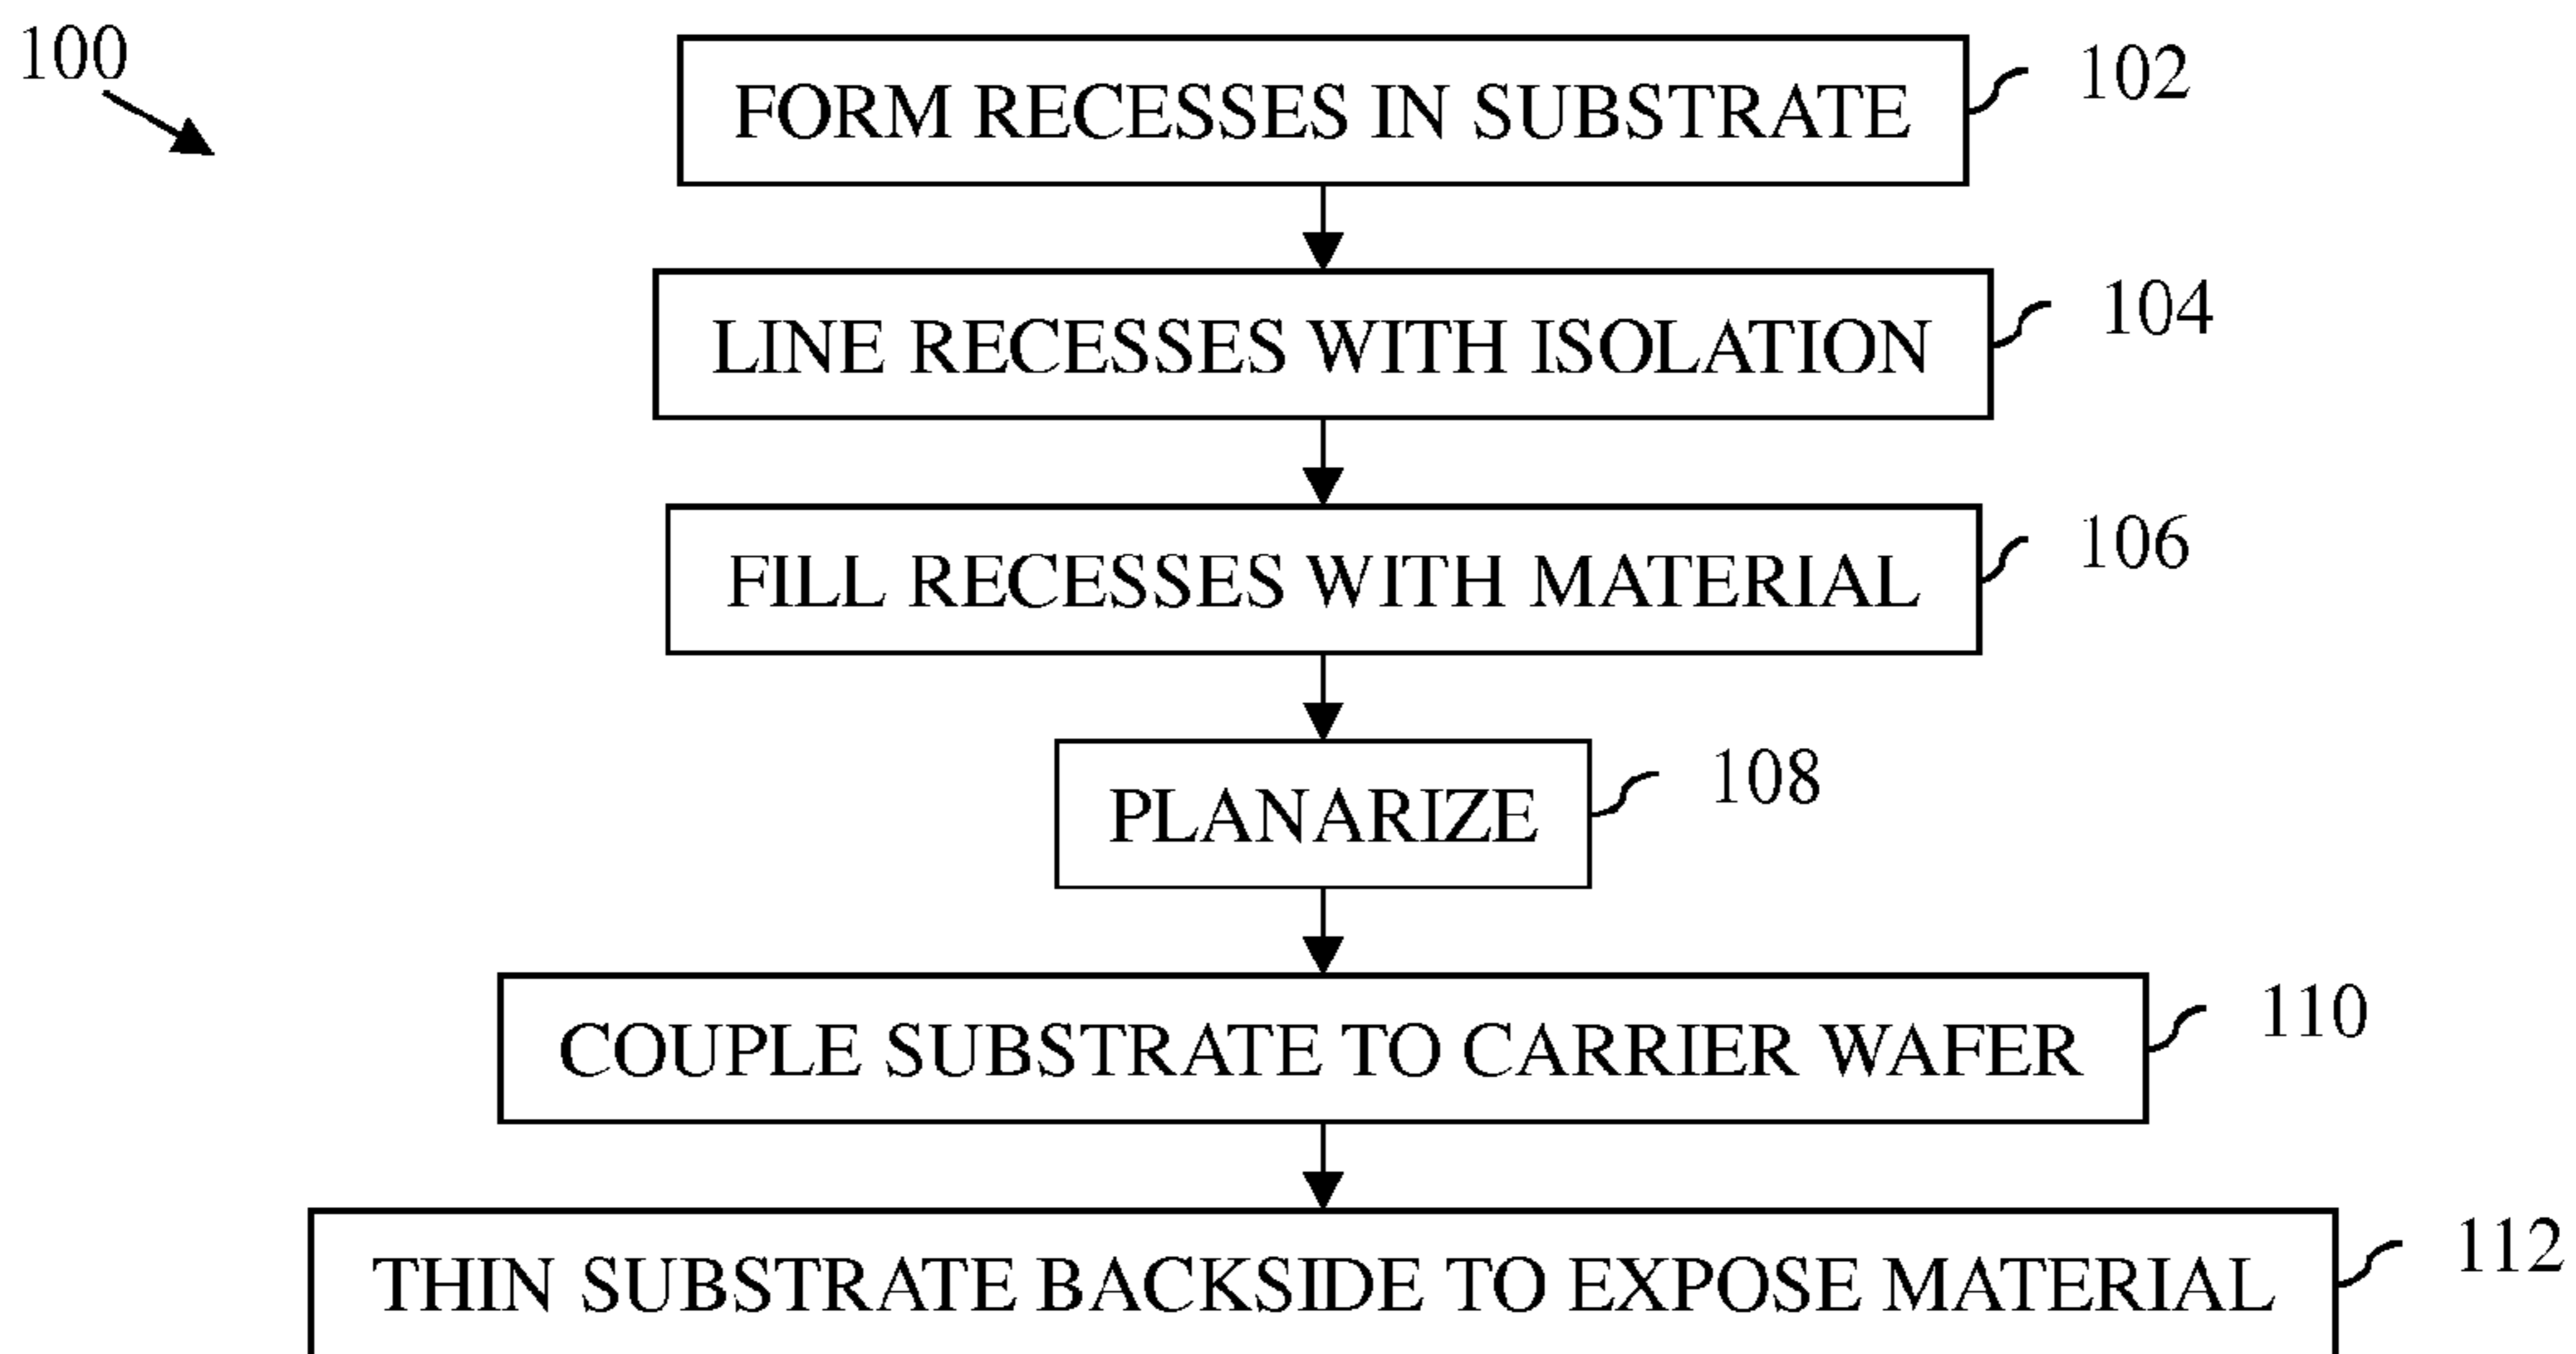 100
FORM RECESSES IN SUBSTRATE 102
LINE RECESSES WITH ISOLATION 104
FILL RECESSES WITH MATERIAL 106
PLANARIZE 108
COUPLE SUBSTRATE TO CARRIER WAFER 110
THIN SUBSTRATE BACKSIDE TO EXPOSE MATERIAL 112